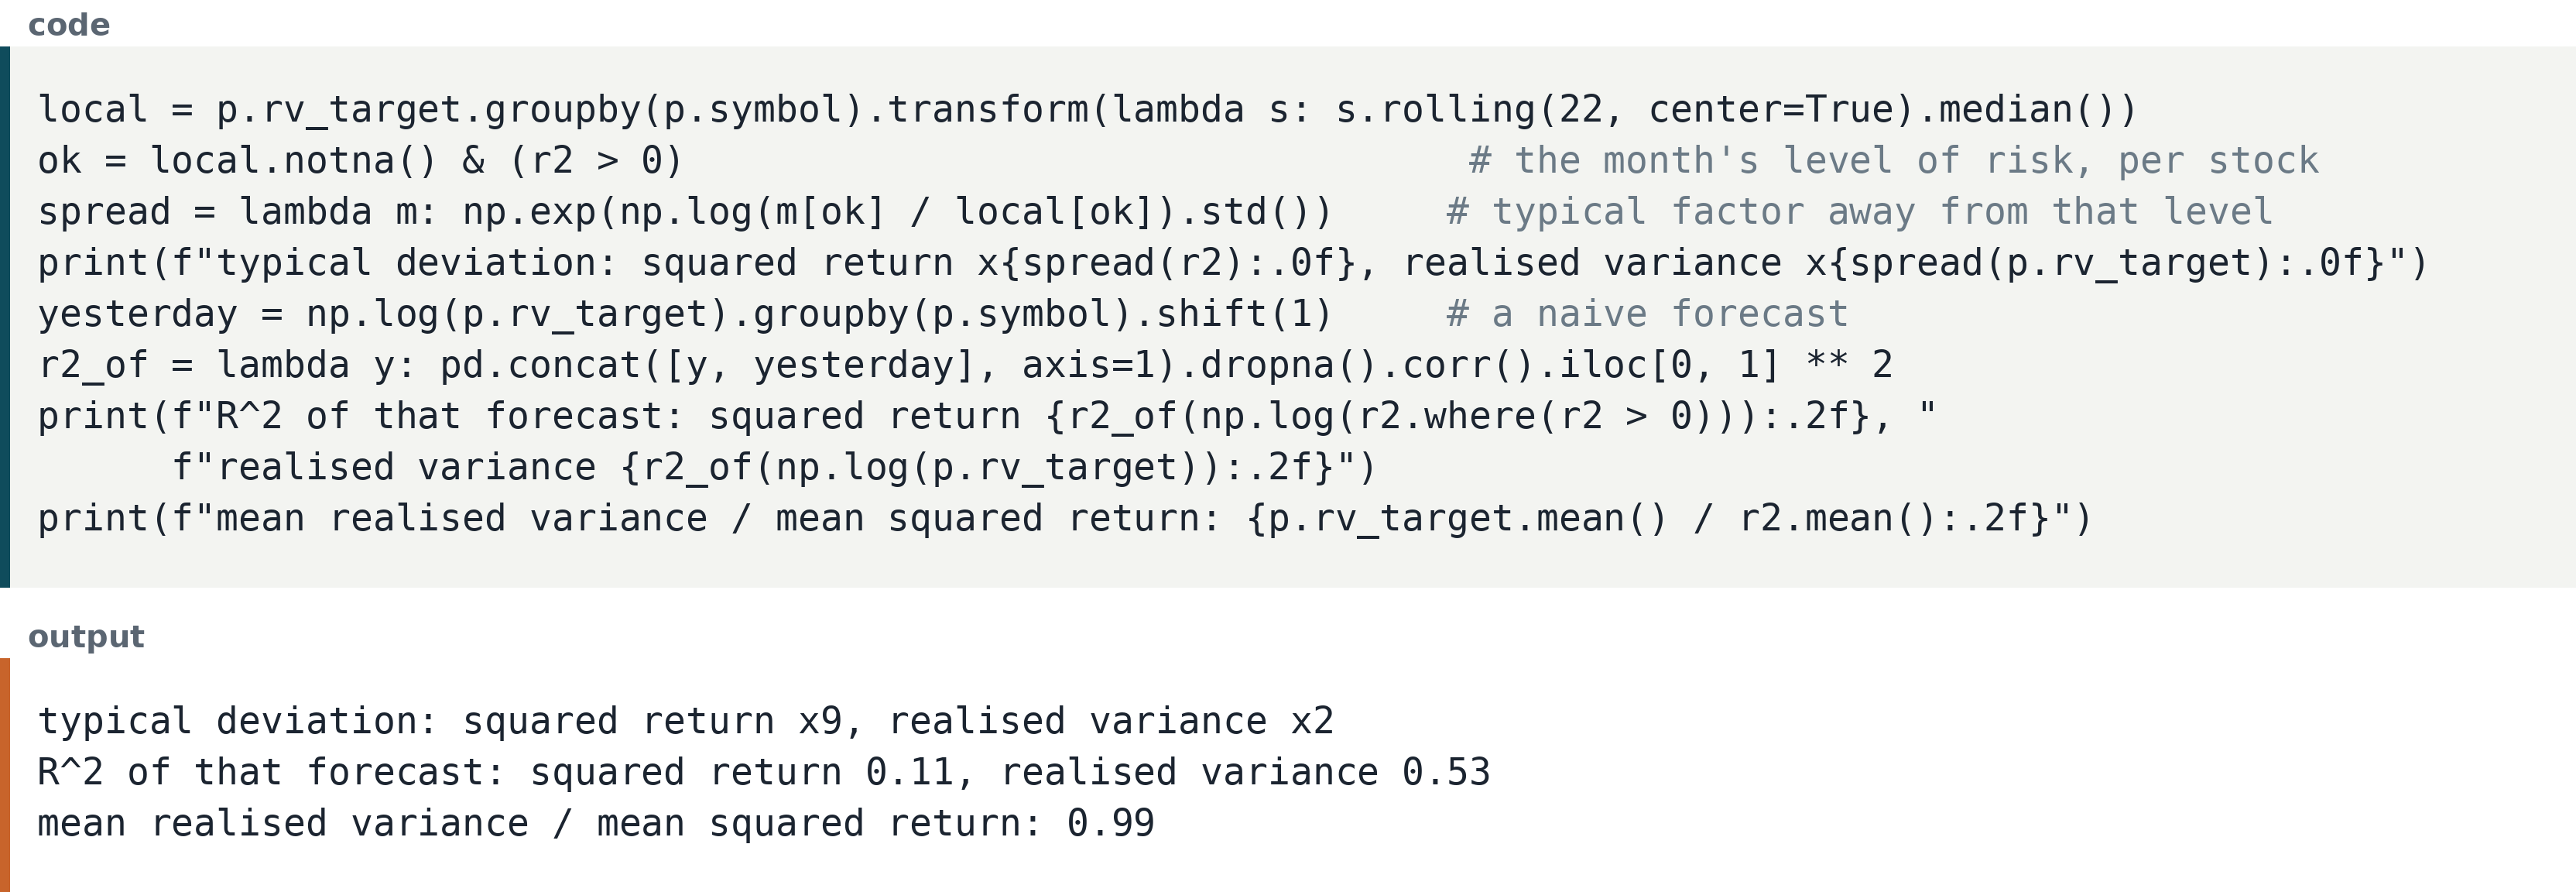 code
local = p.rv_target.groupby(p.symbol).transform(lambda s: s.rolling(22, center=True).median())
ok = local.notna() & (r2 > 0)                                   # the month's level of risk, per stock
spread = lambda m: np.exp(np.log(m[ok] / local[ok]).std())     # typical factor away from that level
print(f"typical deviation: squared return x{spread(r2):.0f}, realised variance x{spread(p.rv_target):.0f}")
yesterday = np.log(p.rv_target).groupby(p.symbol).shift(1)     # a naive forecast
r2_of = lambda y: pd.concat([y, yesterday], axis=1).dropna().corr().iloc[0, 1] ** 2
print(f"R^2 of that forecast: squared return {r2_of(np.log(r2.where(r2 > 0))):.2f}, "
      f"realised variance {r2_of(np.log(p.rv_target)):.2f}")
print(f"mean realised variance / mean squared return: {p.rv_target.mean() / r2.mean():.2f}")
output
typical deviation: squared return x9, realised variance x2
R^2 of that forecast: squared return 0.11, realised variance 0.53
mean realised variance / mean squared return: 0.99